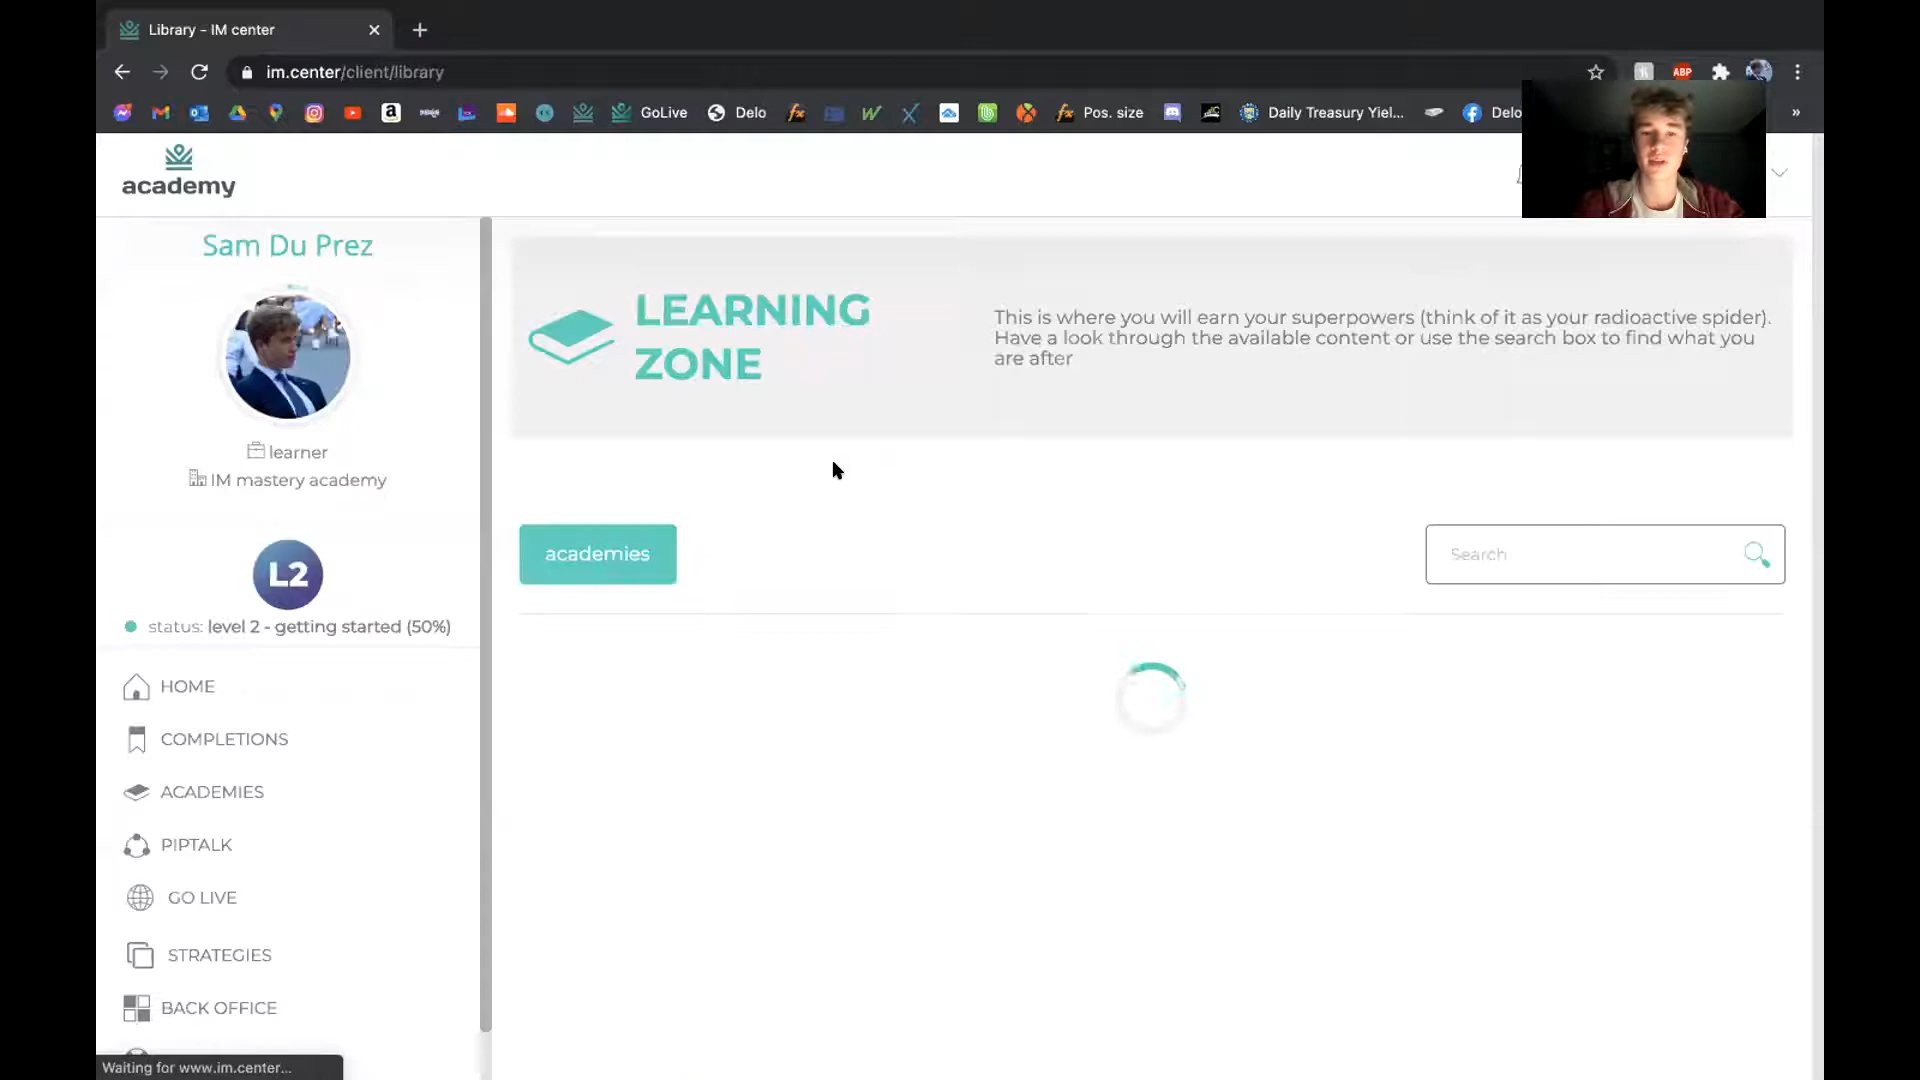 Library - IM center
im.center/client/library
ABP
GoLive
Delo
Pos. size
Daily Treasury Yiel...
Delo
»
academy
Sam Du Prez
learner
IM mastery academy
L2
status: level 2 - getting started (50%)
HOME
COMPLETIONS
ACADEMIES
PIPTALK
GO LIVE
STRATEGIES
BACK OFFICE
LEARNING
ZONE
This is where you will earn your superpowers (think of it as your radioactive spider).
Have a look through the available content or use the search box to find what you
are after
academies
Search
Waiting for www.im.center...